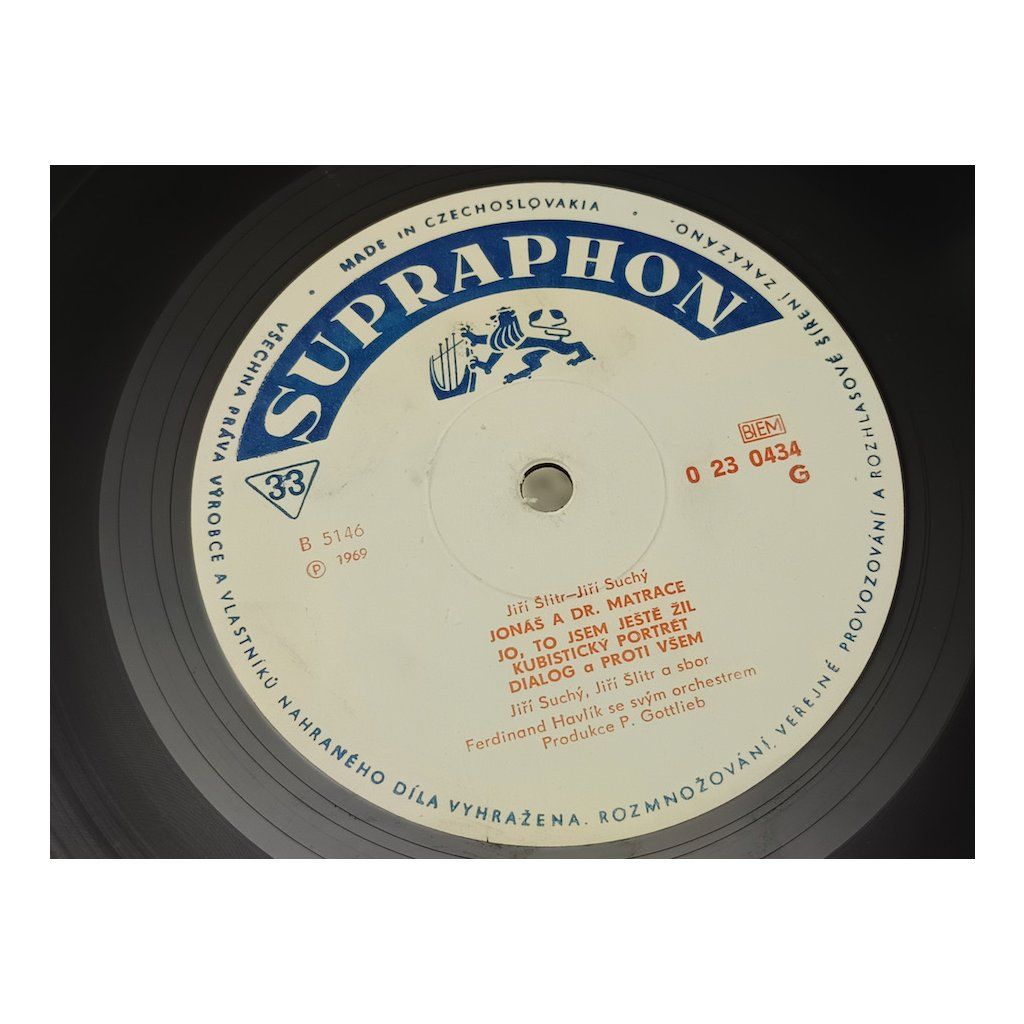 MADE IN CZECHOSLOVAKIA
SUPRAPHON
33
BIEM
0 23 0434
G
B 5146
Ⓟ 1969
Jiří Šlitr–Jiří Suchý
JONÁŠ A DR. MATRACE
JO, TO JSEM JEŠTĚ ŽIL
KUBISTICKÝ PORTRÉT
DIALOG a PROTI VŠEM
Jiří Suchý, Jiří Šlitr a sbor
Ferdinand Havlík se svým orchestrem
Produkce P. Gottlieb
VŠECHNA PRÁVA VÝROBCE A VLASTNÍKŮ NAHRANÉHO DÍLA VYHRAŽENA. ROZMNOŽOVÁNÍ, VEŘEJNÉ PROVOZOVÁNÍ A ROZHLASOVÉ ŠÍŘENÍ ZAKÁZÁNO.